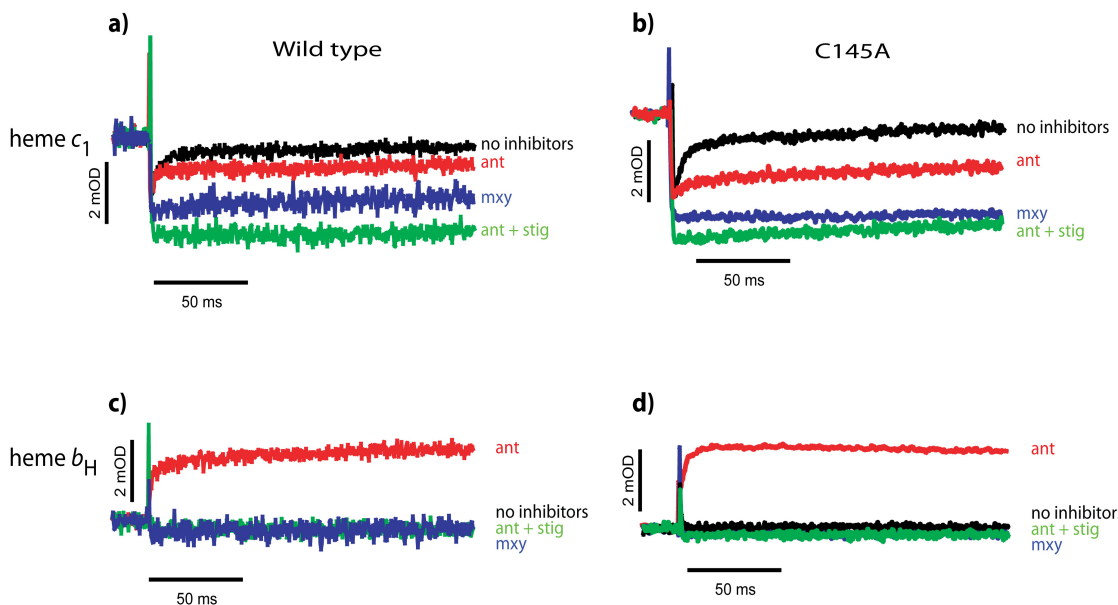 a)
Wild type
b)
C145A
heme c1
2 mOD
no inhibitors
ant
mxy
ant + stig
50 ms
2 mOD
no inhibitors
ant
mxy
ant + stig
50 ms
c)
d)
heme bH
2 mOD
ant
no inhibitors
ant + stig
mxy
50 ms
2 mOD
ant
no inhibitor
ant + stig
mxy
50 ms